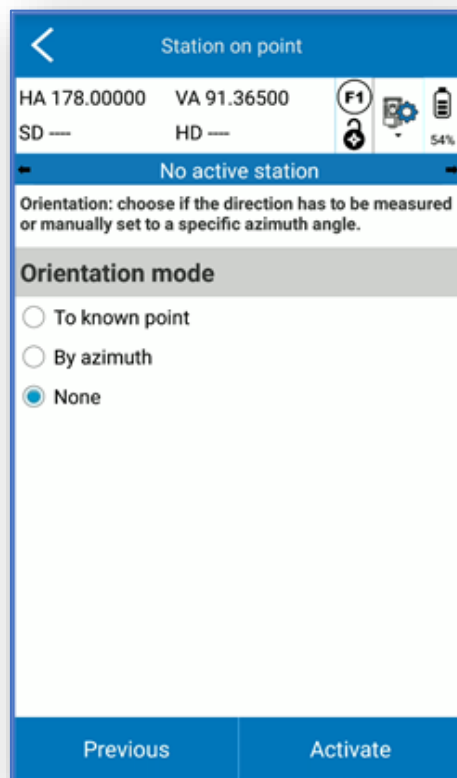 Station on point
HA 178.00000 VA 91.36500 F1
SD ---- HD ---- 54%
No active station
Orientation: choose if the direction has to be measured
or manually set to a specific azimuth angle.
Orientation mode
To known point
By azimuth
None
Previous Activate